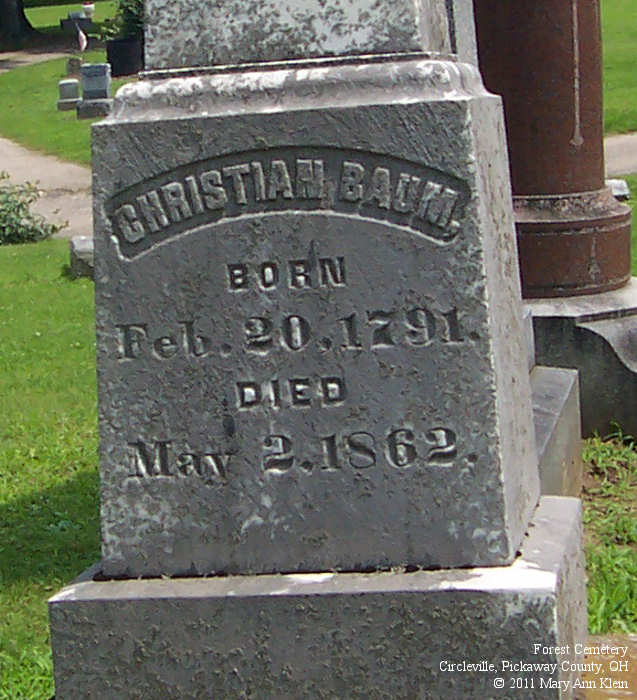 CHRISTIAN BAUM.
BORN
Feb. 20, 1791.
DIED
May 2, 1862.
Forest Cemetery
Circleville, Pickaway County, OH
© 2011 Mary Ann Klein